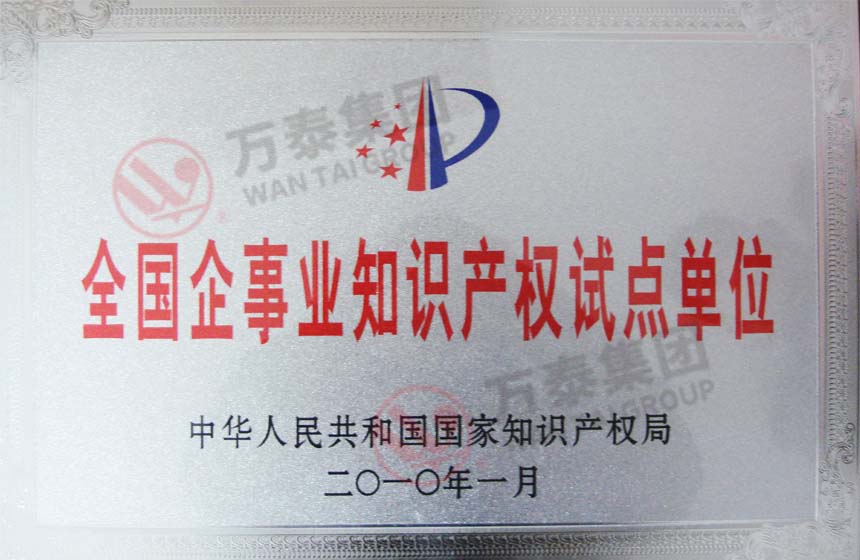 万泰集团
WAN TAI GROUP
全国企事业知识产权试点单位
万泰集团
GROUP
中华人民共和国国家知识产权局
二〇一〇年一月